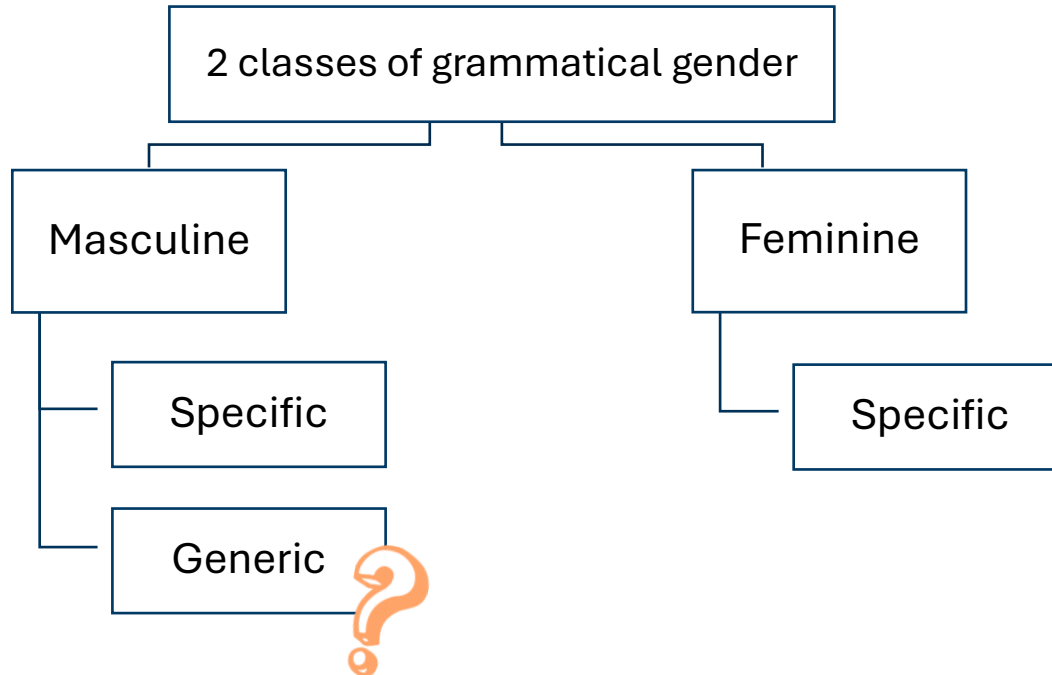 2 classes of grammatical gender
Masculine
Feminine
Specific
Specific
Generic
?